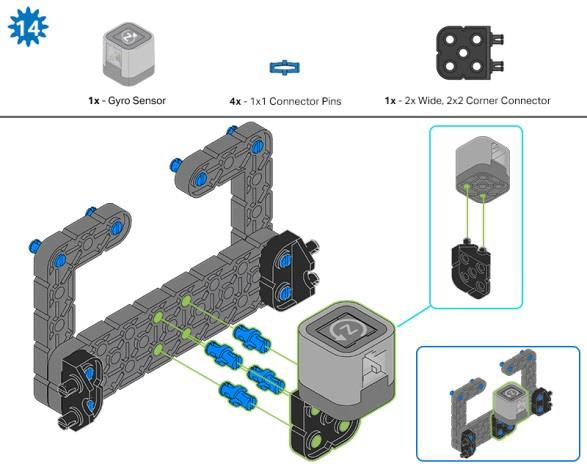 14
1x - Gyro Sensor
4x - 1x1 Connector Pins
1x - 2x Wide, 2x2 Corner Connector